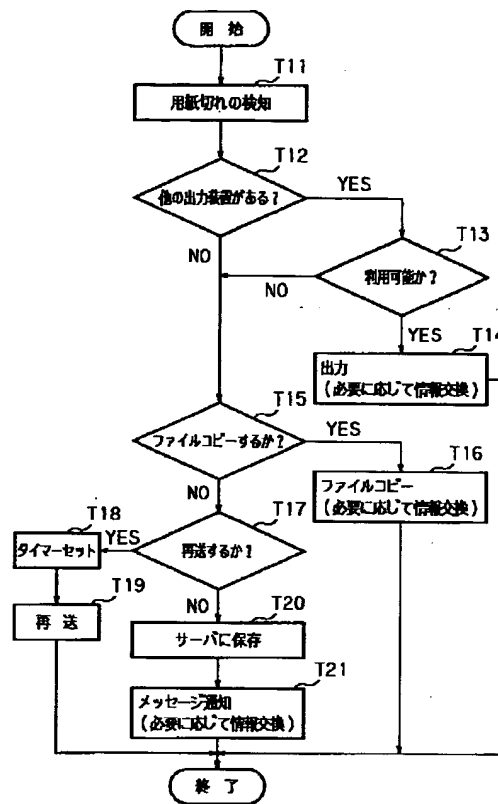 開始
T11
用紙切れの検知
T12
他の出力装置がある?
YES
NO
T13
利用可能か?
NO
YES
T14
出力
(必要に応じて情報交換)
T15
ファイルコピーするか?
YES
NO
T16
ファイルコピー
(必要に応じて情報交換)
T17
再送するか?
YES
NO
T18
タイマーセット
T19
再送
T20
サーバに保存
T21
メッセージ通知
(必要に応じて情報交換)
終了